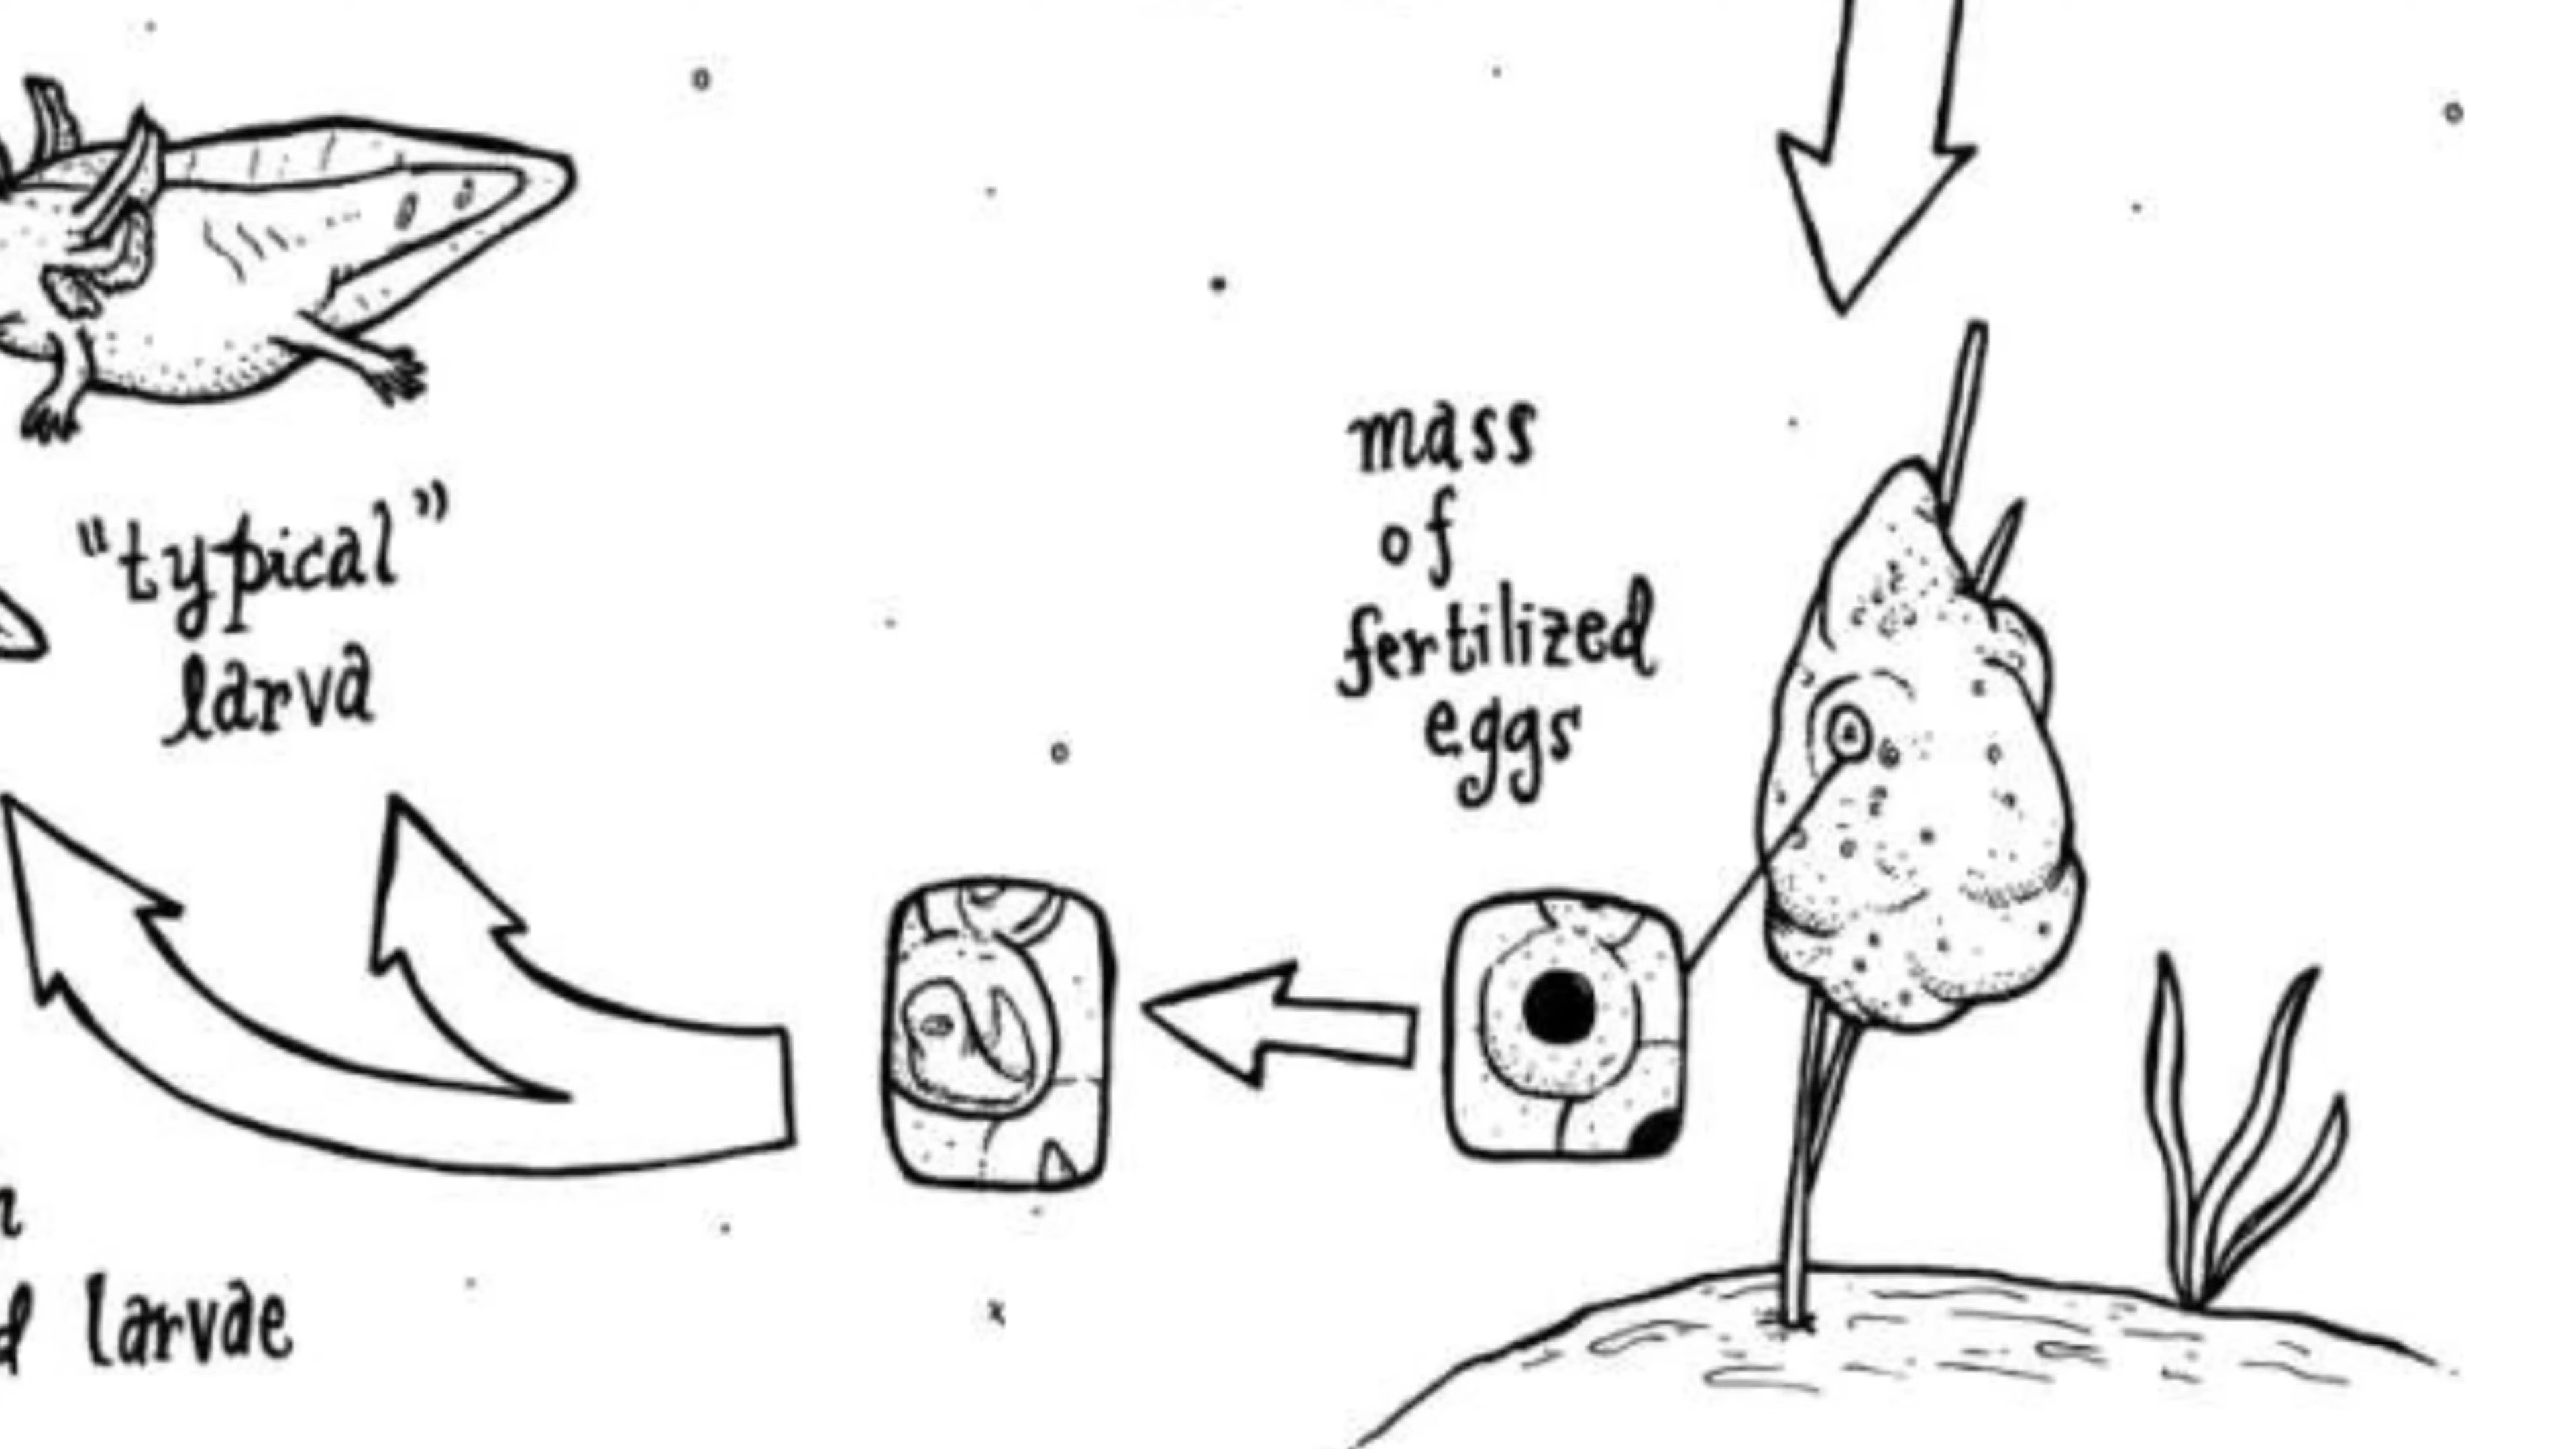 mass
of
fertilized
eggs
"typical"
larva
larvae